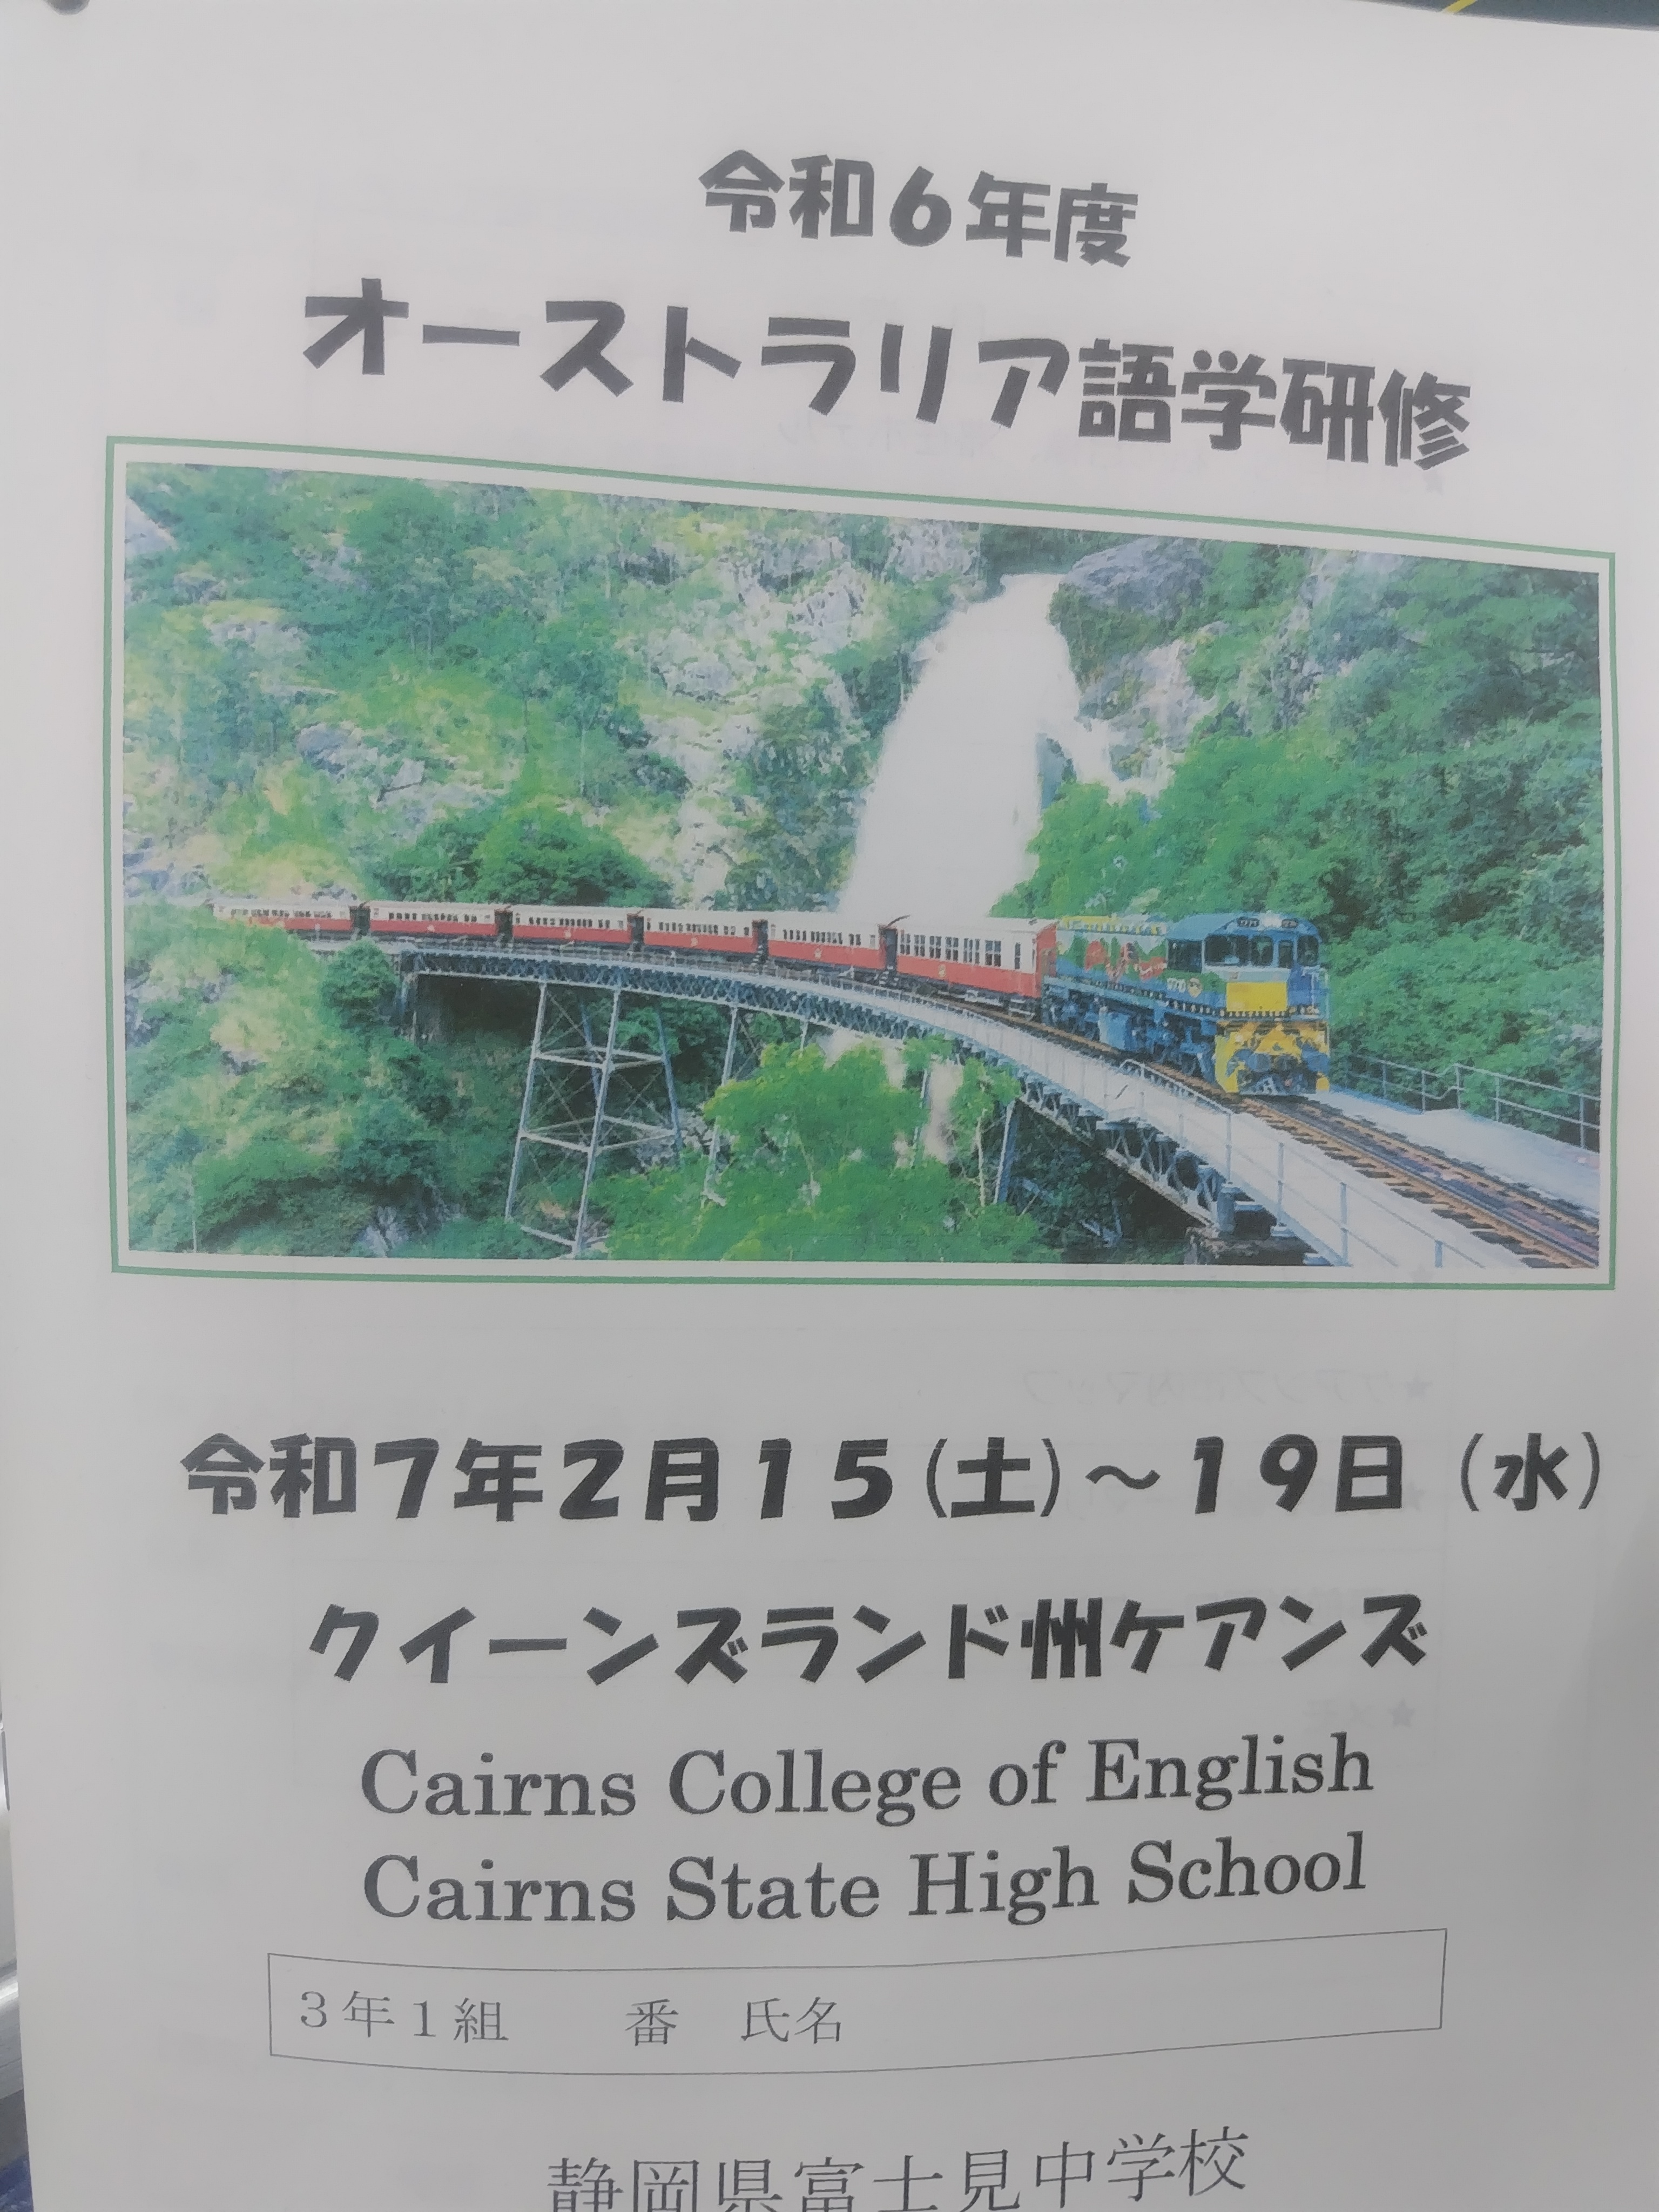 令和６年度
オーストラリア語学研修
令和７年２月１５(土)～１９日（水）
クイーンズランド州ケアンズ
Cairns College of English
Cairns State High School
３年１組　　番　氏名
静岡県富士見中学校